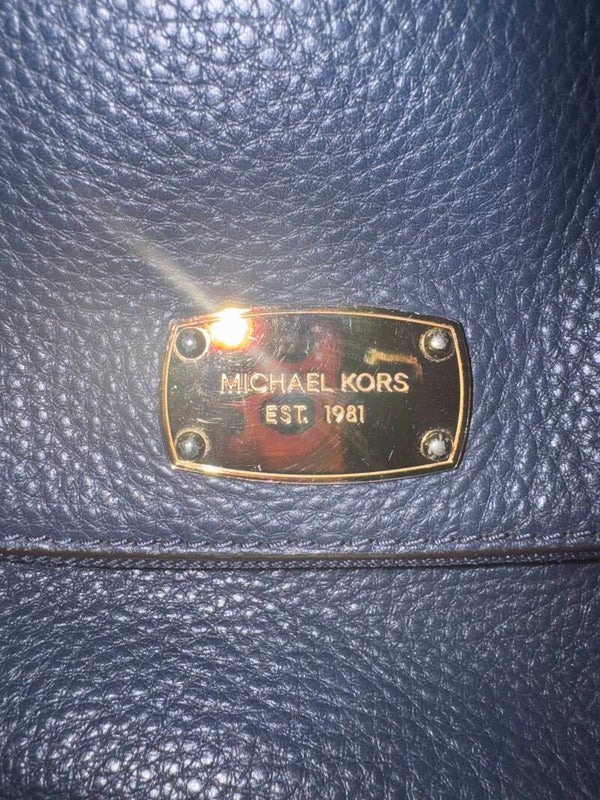 MICHAEL KORS
EST. 1981